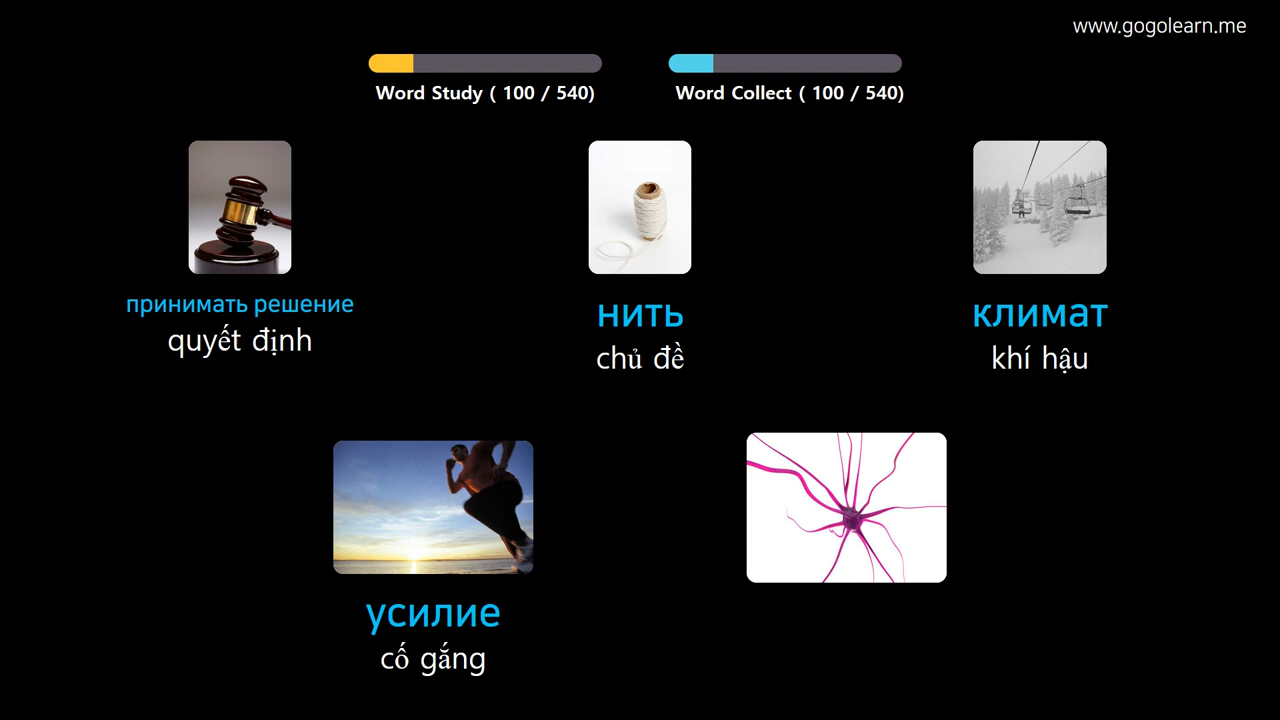 www.gogolearn.me
Word Study ( 100 / 540)
Word Collect ( 100 / 540)
принимать решение
quyết định
нить
chủ đề
климат
khí hậu
усилие
cố gắng